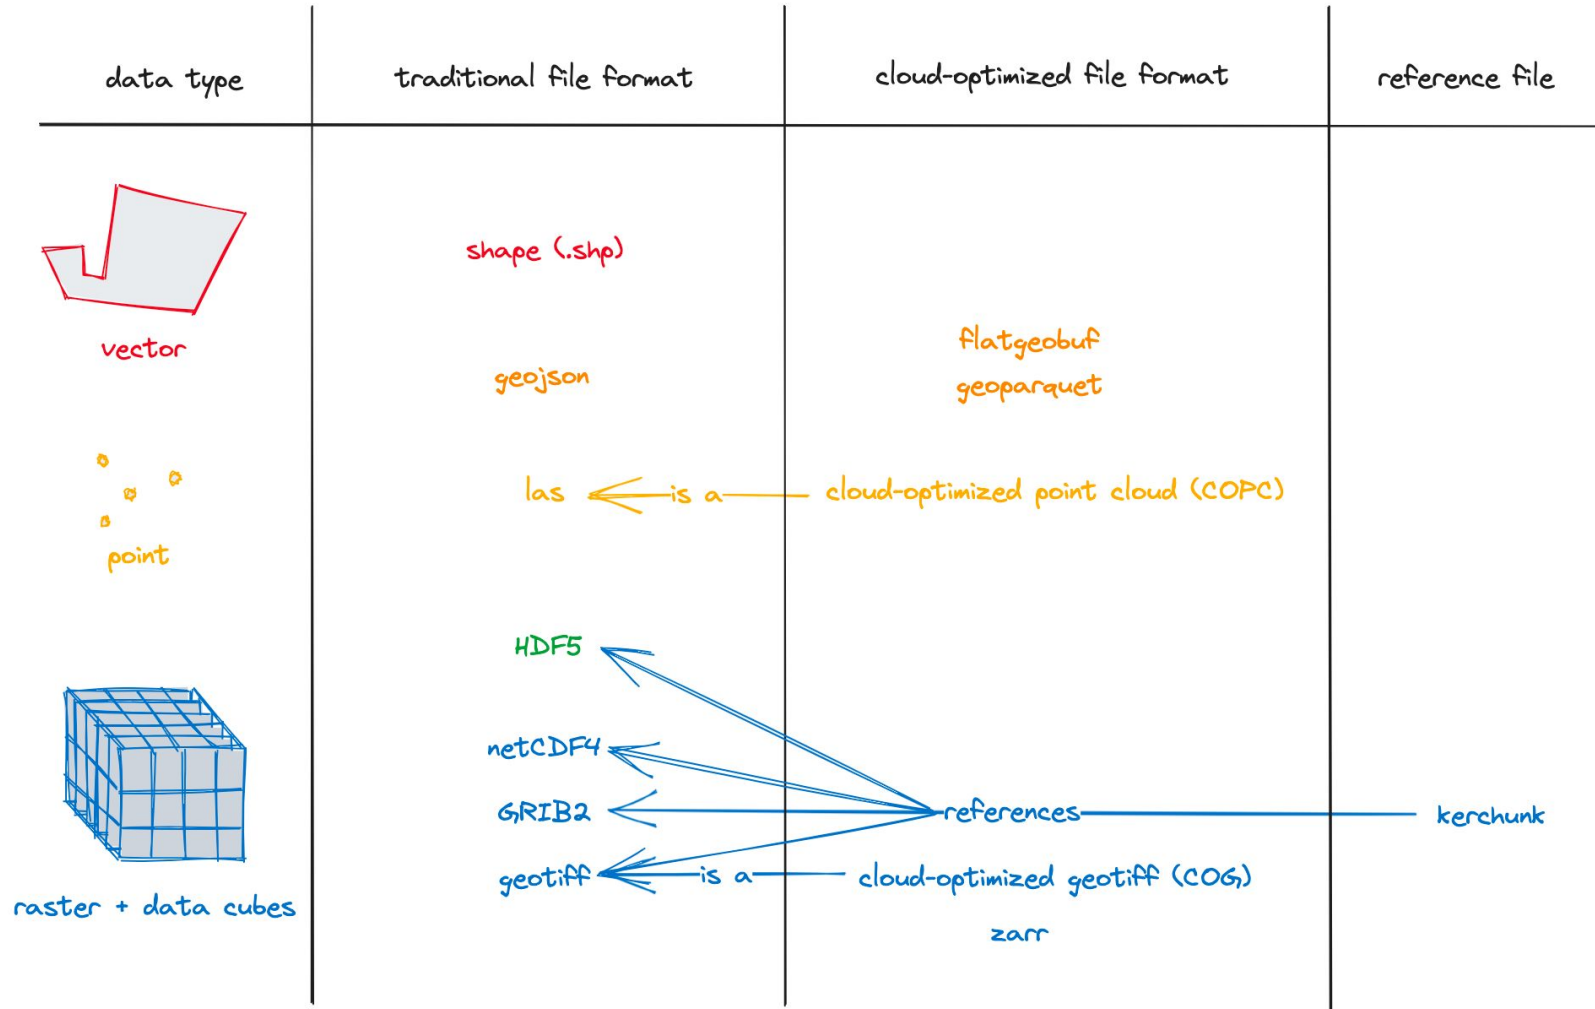 data type
traditional file format
cloud-optimized file format
reference file
vector
shape (.shp)
geojson
flatgeobuf
geoparquet
point
las
is a
cloud-optimized point cloud (COPC)
raster + data cubes
HDF5
netCDF4
GRIB2
references
kerchunk
geotiff
is a
cloud-optimized geotiff (COG)
zarr